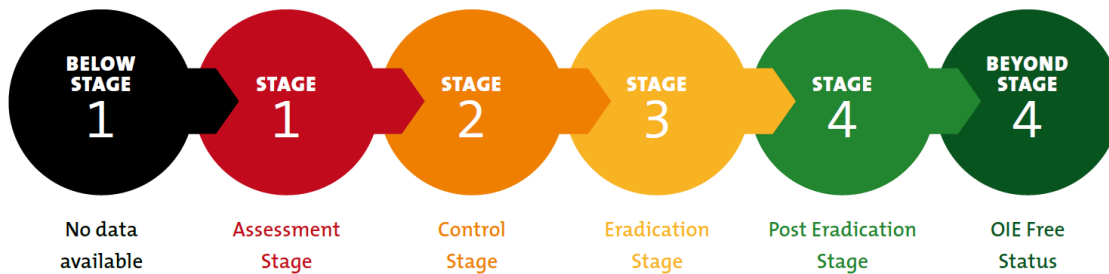 BELOW
STAGE
1
STAGE
1
STAGE
2
STAGE
3
STAGE
4
BEYOND
STAGE
4
No data
available
Assessment
Stage
Control
Stage
Eradication
Stage
Post Eradication
Stage
OIE Free
Status